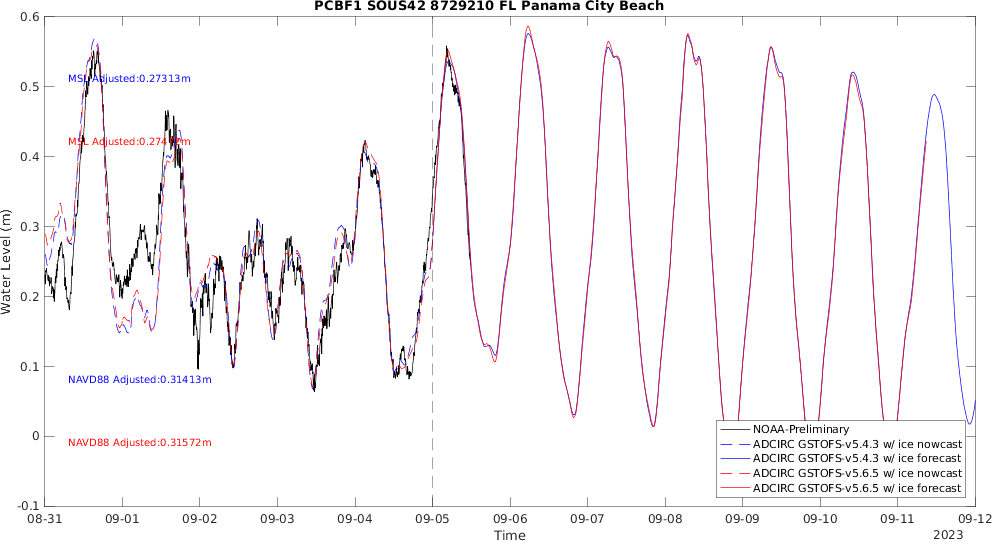 PCBF1 SOUS42 8729210 FL Panama City Beach
0.6
0.5
0.4
0.3
0.2
0.1
0
-0.1
Water Level (m)
MSL Adjusted:0.27313m
MSL
NAVD88 Adjusted:0.31413m
NAVD88 Adjusted:0.31572m
NOAA-Preliminary
ADCIRC GSTOFS-v5.4.3 w/ ice nowcast
ADCIRC GSTOFS-v5.4.3 w/ ice forecast
ADCIRC GSTOFS-v5.6.5 w/ ice nowcast
ADCIRC GSTOFS-v5.6.5 w/ ice forecast
08-31 09-01 09-02 09-03 09-04 09-05 09-06 09-07 09-08 09-09 09-10 09-11 09-12
Time
2023